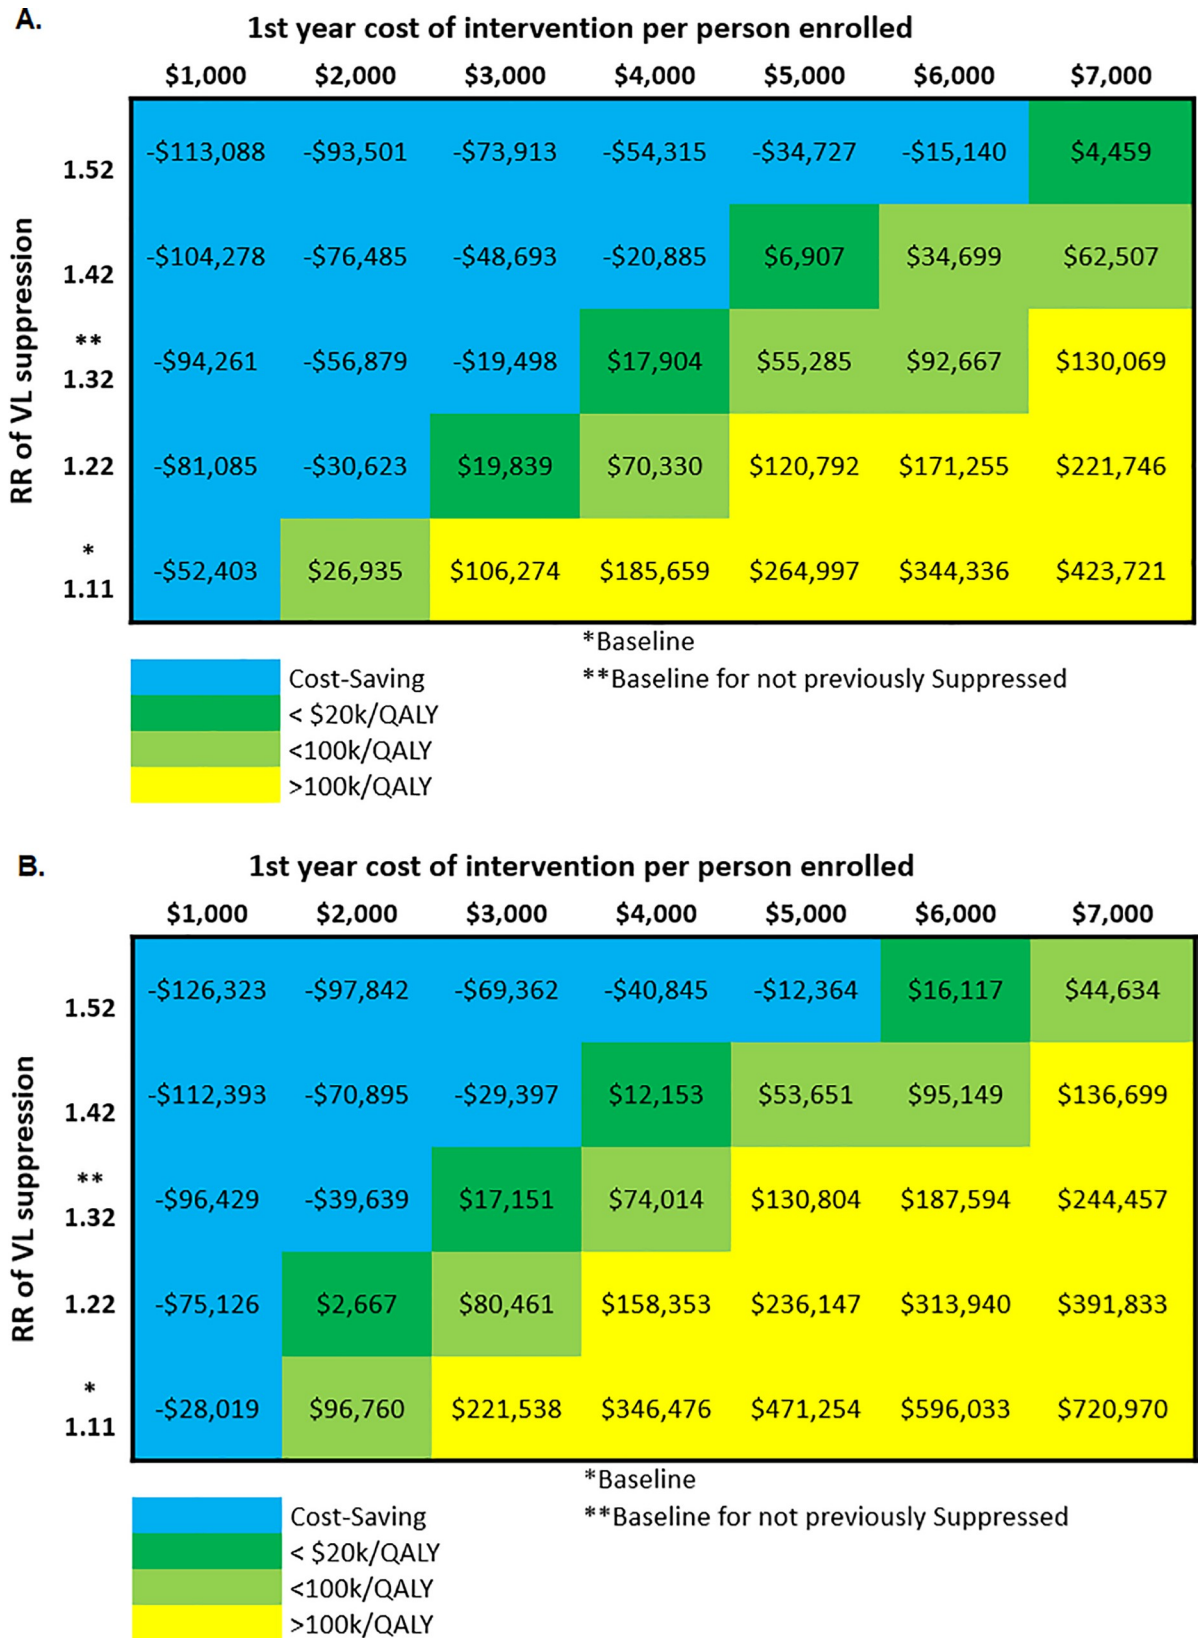 A.
1st year cost of intervention per person enrolled
$1,000 $2,000 $3,000 $4,000 $5,000 $6,000 $7,000
RR of VL suppression
1.52 -$113,088 -$93,501 -$73,913 -$54,315 -$34,727 -$15,140 $4,459
1.42 -$104,278 -$76,485 -$48,693 -$20,885 $6,907 $34,699 $62,507
**
1.32 -$94,261 -$56,879 -$19,498 $17,904 $55,285 $92,667 $130,069
1.22 -$81,085 -$30,623 $19,839 $70,330 $120,792 $171,255 $221,746
*
1.11 -$52,403 $26,935 $106,274 $185,659 $264,997 $344,336 $423,721
*Baseline
Cost-Saving **Baseline for not previously Suppressed
< $20k/QALY
<100k/QALY
>100k/QALY
B.
1st year cost of intervention per person enrolled
$1,000 $2,000 $3,000 $4,000 $5,000 $6,000 $7,000
RR of VL suppression
1.52 -$126,323 -$97,842 -$69,362 -$40,845 -$12,364 $16,117 $44,634
1.42 -$112,393 -$70,895 -$29,397 $12,153 $53,651 $95,149 $136,699
**
1.32 -$96,429 -$39,639 $17,151 $74,014 $130,804 $187,594 $244,457
1.22 -$75,126 $2,667 $80,461 $158,353 $236,147 $313,940 $391,833
*
1.11 -$28,019 $96,760 $221,538 $346,476 $471,254 $596,033 $720,970
*Baseline
Cost-Saving **Baseline for not previously Suppressed
< $20k/QALY
<100k/QALY
>100k/QALY